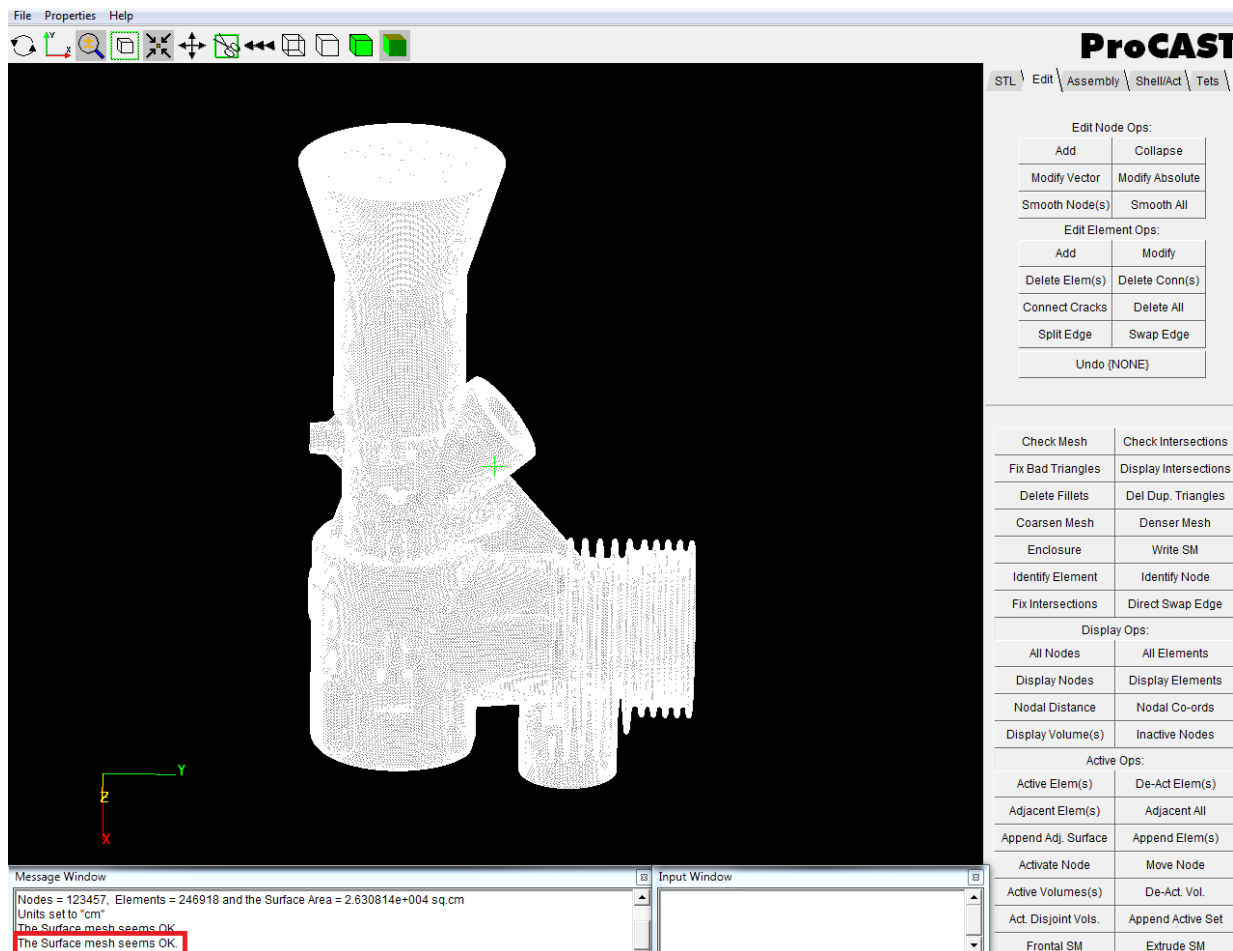 File Properties Help
ProCAST
STL Edit Assembly Shell/Act Tets
Edit Node Ops:
Add Collapse
Modify Vector Modify Absolute
Smooth Node(s) Smooth All
Edit Element Ops:
Add Modify
Delete Elem(s) Delete Conn(s)
Connect Cracks Delete All
Split Edge Swap Edge
Undo {NONE}
Check Mesh Check Intersections
Fix Bad Triangles Display Intersections
Delete Fillets Del Dup. Triangles
Coarsen Mesh Denser Mesh
Enclosure Write SM
Identify Element Identify Node
Fix Intersections Direct Swap Edge
Display Ops:
All Nodes All Elements
Display Nodes Display Elements
Nodal Distance Nodal Co-ords
Display Volume(s) Inactive Nodes
Active Ops:
Active Elem(s) De-Act Elem(s)
Adjacent Elem(s) Adjacent All
Append Adj. Surface Append Elem(s)
Activate Node Move Node
Active Volumes(s) De-Act. Vol.
Act. Disjoint Vols. Append Active Set
Frontal SM Extrude SM
Y
Z
X
Message Window
Nodes = 123457, Elements = 246918 and the Surface Area = 2.630814e+004 sq.cm
Units set to "cm"
The Surface mesh seems OK.
The Surface mesh seems OK.
Input Window